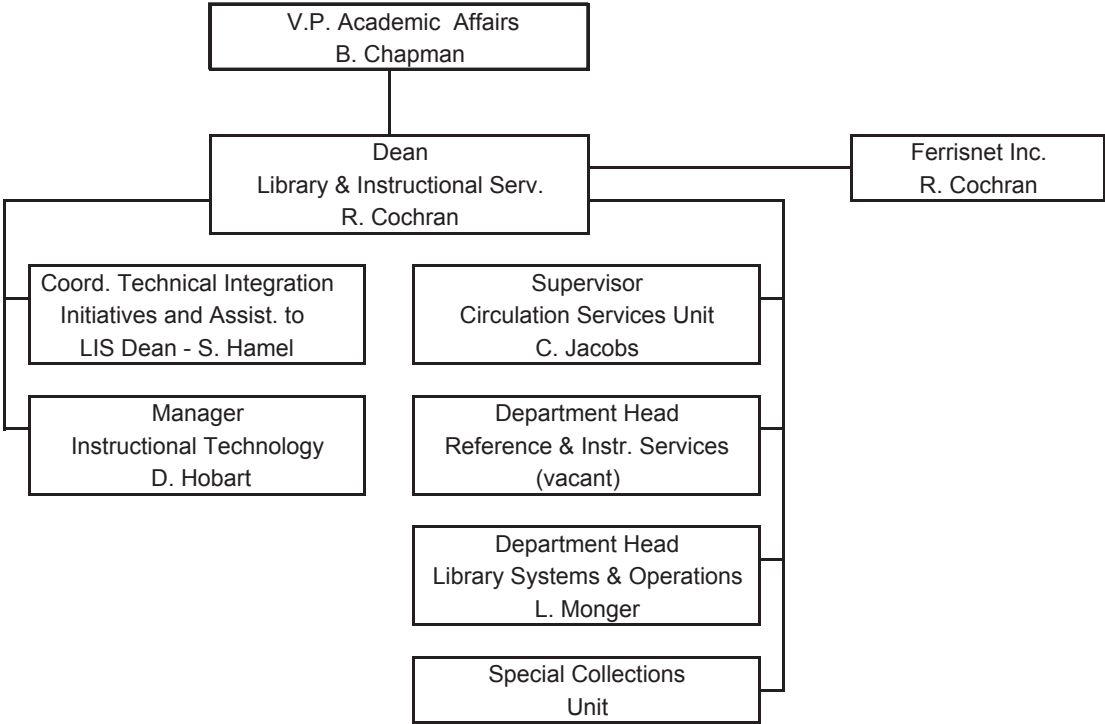 V.P. Academic Affairs
B. Chapman
Dean
Library & Instructional Serv.
R. Cochran
Ferrisnet Inc.
R. Cochran
Coord. Technical Integration
Initiatives and Assist. to
LIS Dean - S. Hamel
Manager
Instructional Technology
D. Hobart
Supervisor
Circulation Services Unit
C. Jacobs
Department Head
Reference & Instr. Services
(vacant)
Department Head
Library Systems & Operations
L. Monger
Special Collections
Unit